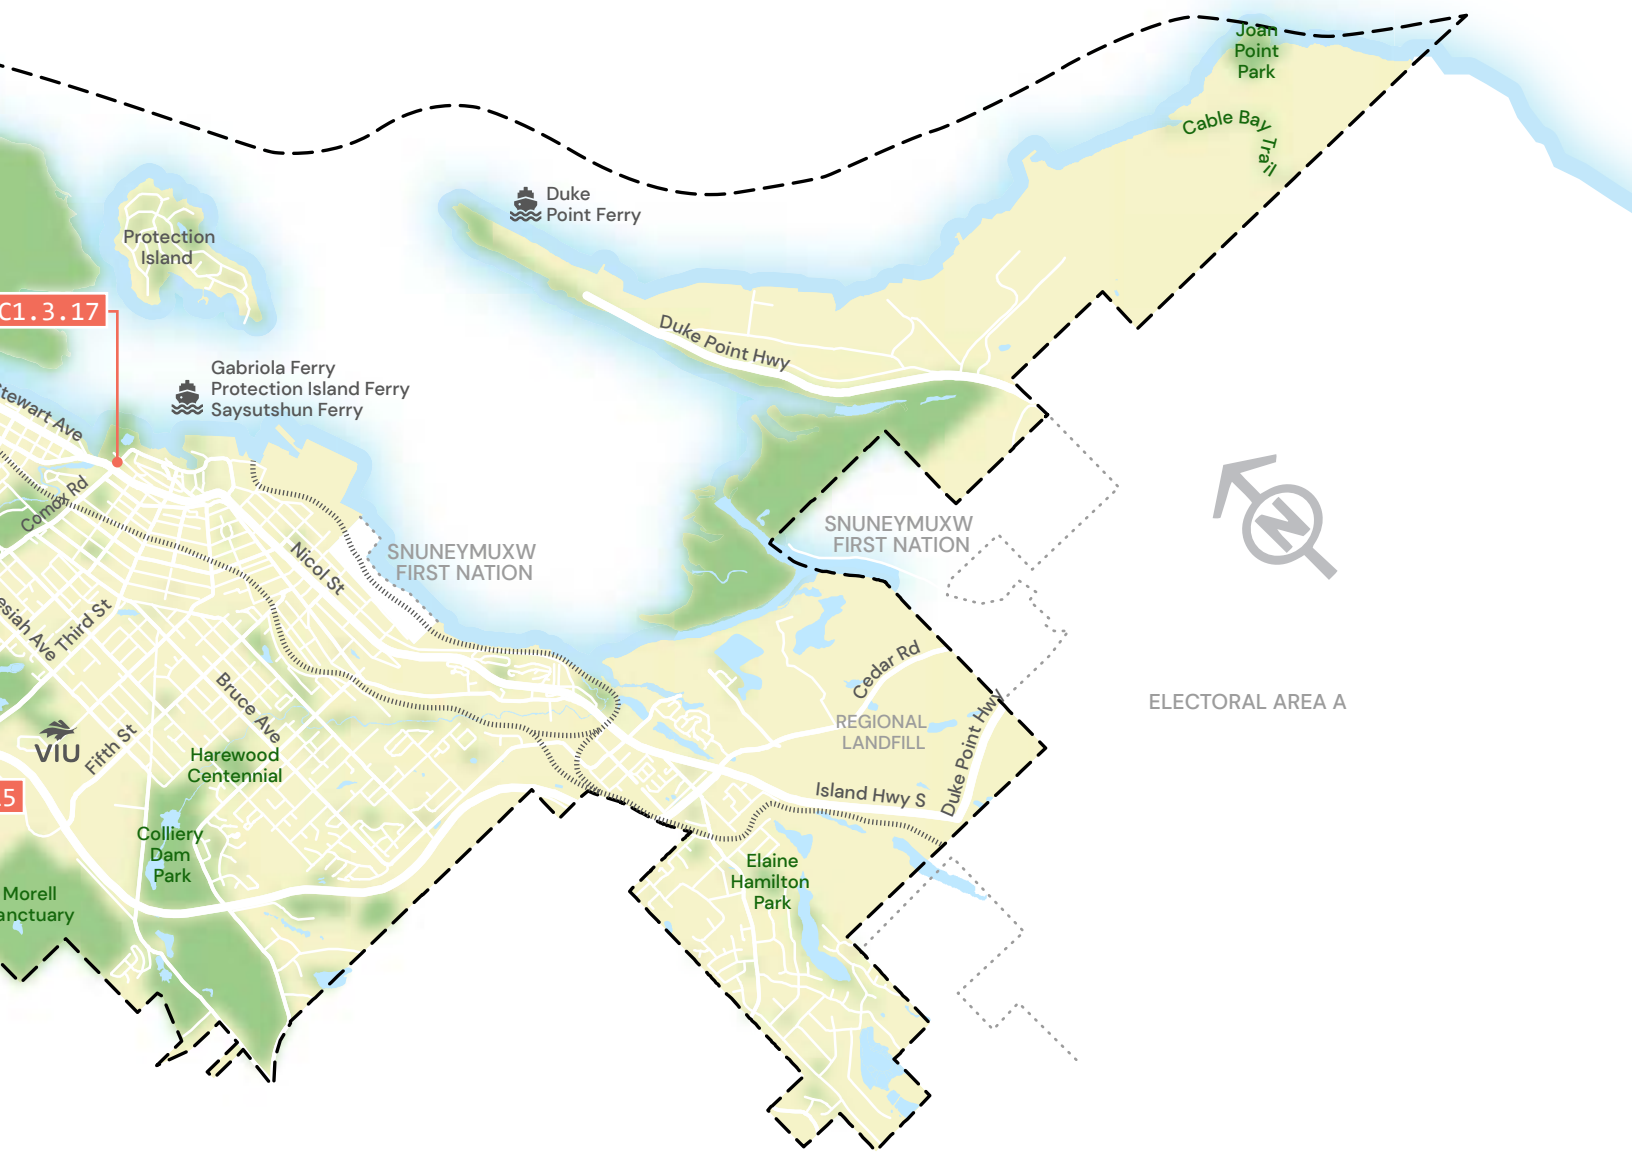 Joan
Point
Park
Cable Bay
Trail
Duke
Point Ferry
Protection
Island
C1.3.17
Duke Point Hwy
Gabriola Ferry
Protection Island Ferry
Saysutshun Ferry
Stewart Ave
Comox Rd
SNUNEYMUXW
FIRST NATION
SNUNEYMUXW
FIRST NATION
N
Nicol St
esiah Ave
Third St
Cedar Rd
ELECTORAL AREA A
Bruce Ave
REGIONAL
LANDFILL
Duke Point Hwy
VIU
Fifth St
Harewood
Centennial
Island Hwy S
.5
Colliery
Dam
Park
Elaine
Hamilton
Park
Morell
anctuary